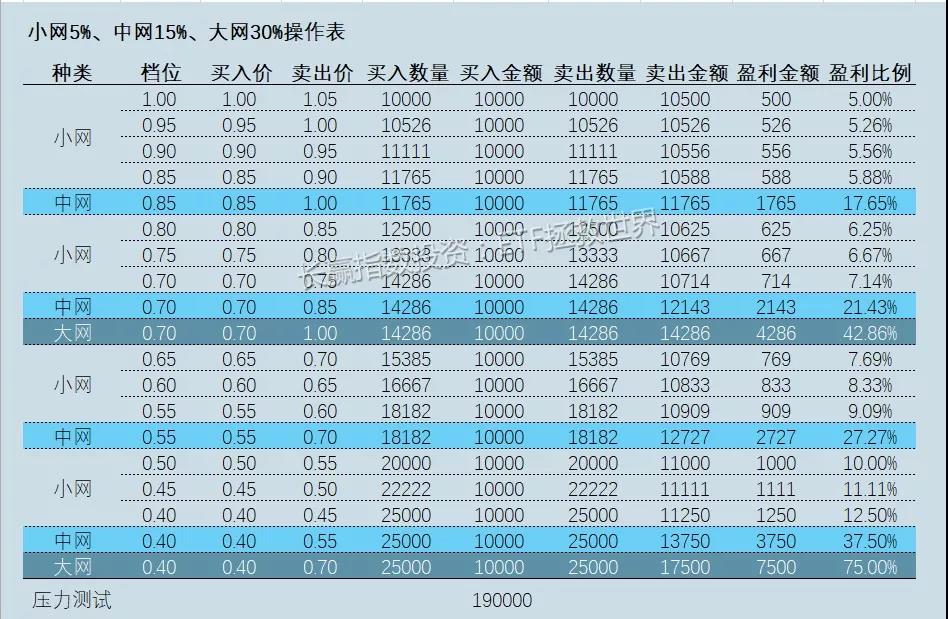 小网5%、中网15%、大网30%操作表
种类 档位 买入价 卖出价 买入数量 买入金额 卖出数量 卖出金额 盈利金额 盈利比例
1.00 1.00 1.05 10000 10000 10000 10500 500 5.00%
0.95 0.95 1.00 10526 10000 10526 10526 526 5.26%
小网
0.90 0.90 0.95 11111 10000 11111 10556 556 5.56%
0.85 0.85 0.90 11765 10000 11765 10588 588 5.88%
中网 0.85 0.85 1.00 11765 10000 11765 11765 1765 17.65%
0.80 0.80 0.85 12500 10000 12500 10625 625 6.25%
小网 0.75 0.75 0.80 13333 10000 13333 10667 667 6.67%
0.70 0.70 0.75 14286 10000 14286 10714 714 7.14%
长赢指数投资·ETF拯救世界
中网 0.70 0.70 0.85 14286 10000 14286 12143 2143 21.43%
大网 0.70 0.70 1.00 14286 10000 14286 14286 4286 42.86%
0.65 0.65 0.70 15385 10000 15385 10769 769 7.69%
小网 0.60 0.60 0.65 16667 10000 16667 10833 833 8.33%
0.55 0.55 0.60 18182 10000 18182 10909 909 9.09%
中网 0.55 0.55 0.70 18182 10000 18182 12727 2727 27.27%
0.50 0.50 0.55 20000 10000 20000 11000 1000 10.00%
小网 0.45 0.45 0.50 22222 10000 22222 11111 1111 11.11%
0.40 0.40 0.45 25000 10000 25000 11250 1250 12.50%
中网 0.40 0.40 0.55 25000 10000 25000 13750 3750 37.50%
大网 0.40 0.40 0.70 25000 10000 25000 17500 7500 75.00%
压力测试 190000